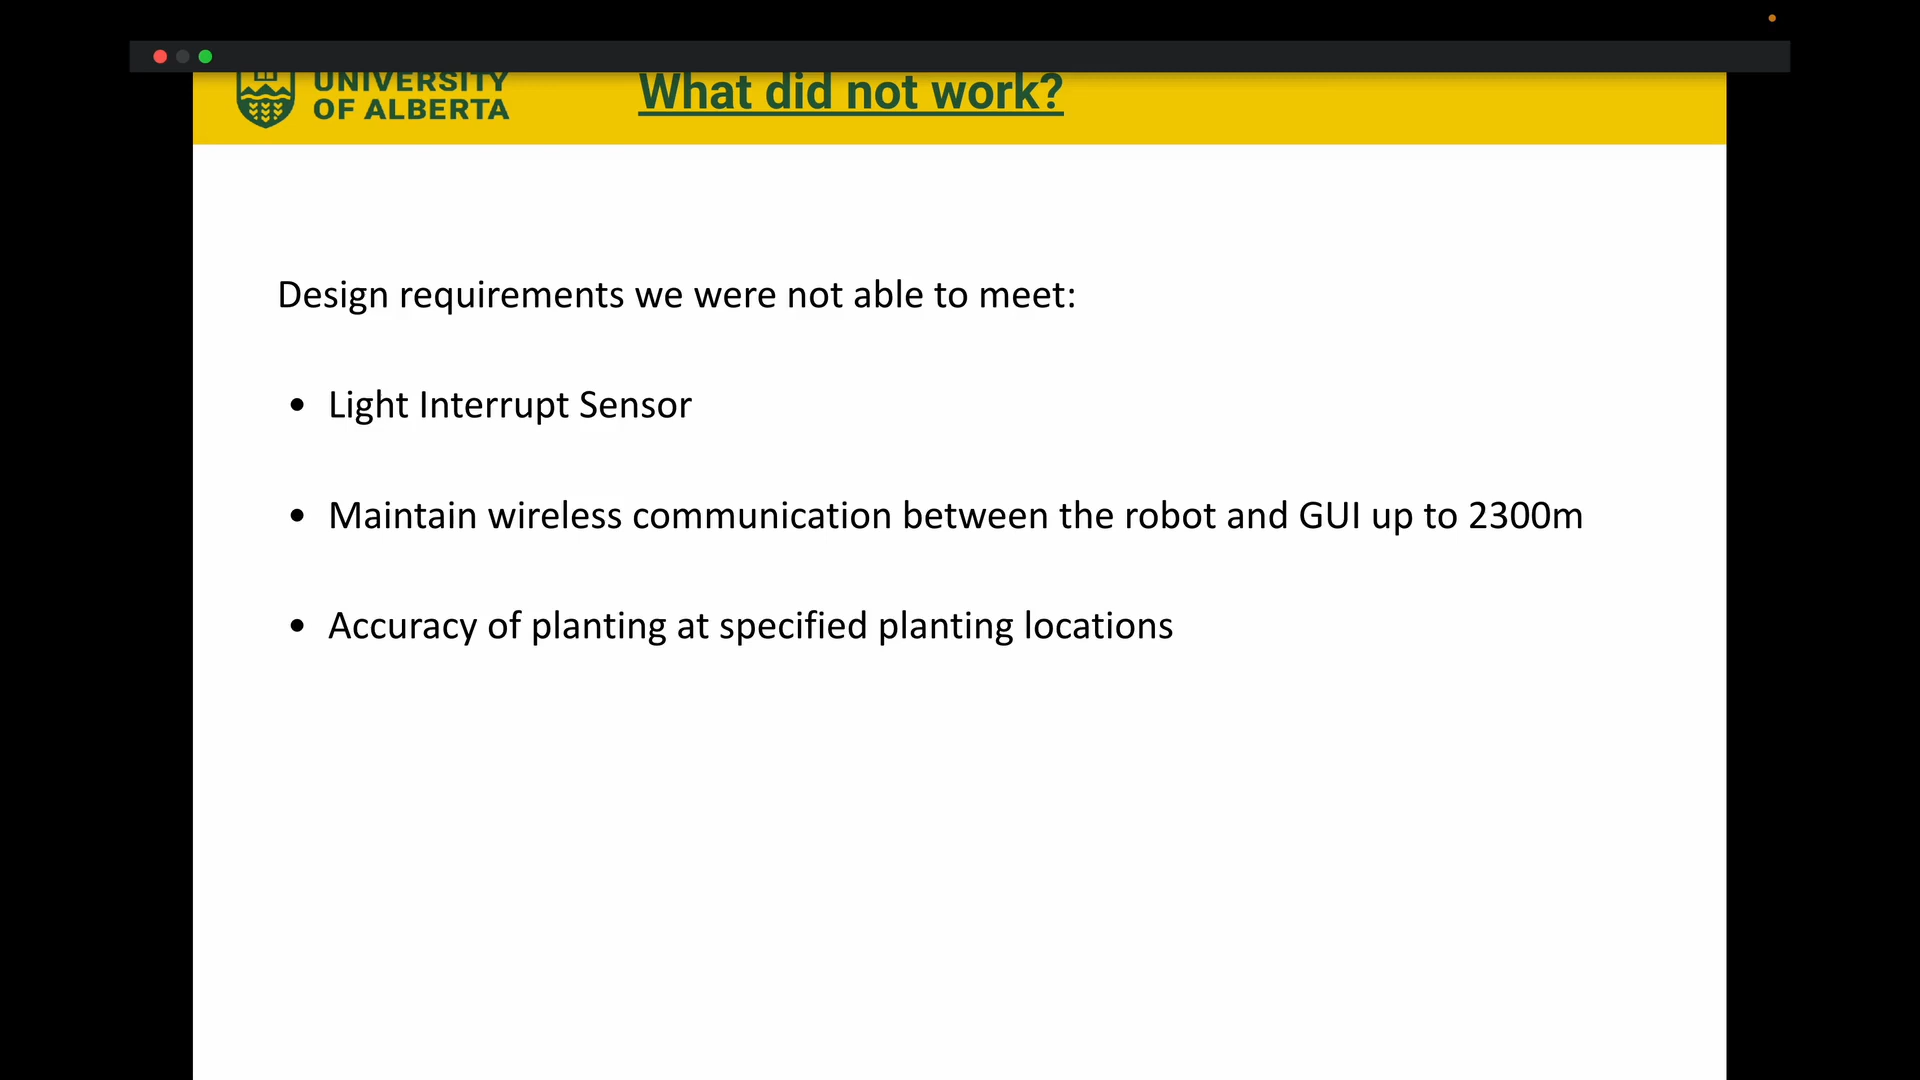 UNIVERSITY
OF ALBERTA
What did not work?
Design requirements we were not able to meet:
• Light Interrupt Sensor
• Maintain wireless communication between the robot and GUI up to 2300m
• Accuracy of planting at specified planting locations